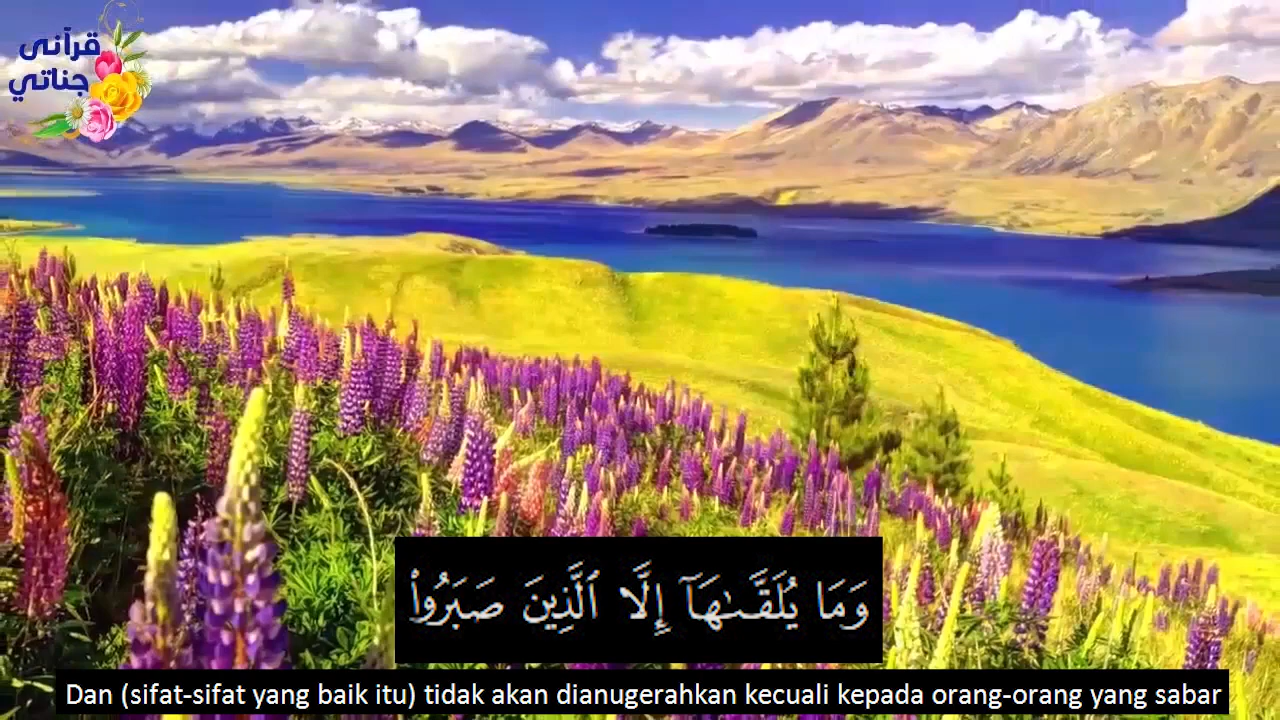 قرآنى
جناتي
وَمَا يُلَقَّىٰهَآ إِلَّا ٱلَّذِينَ صَبَرُوا۟
Dan (sifat-sifat yang baik itu) tidak akan dianugerahkan kecuali kepada orang-orang yang sabar